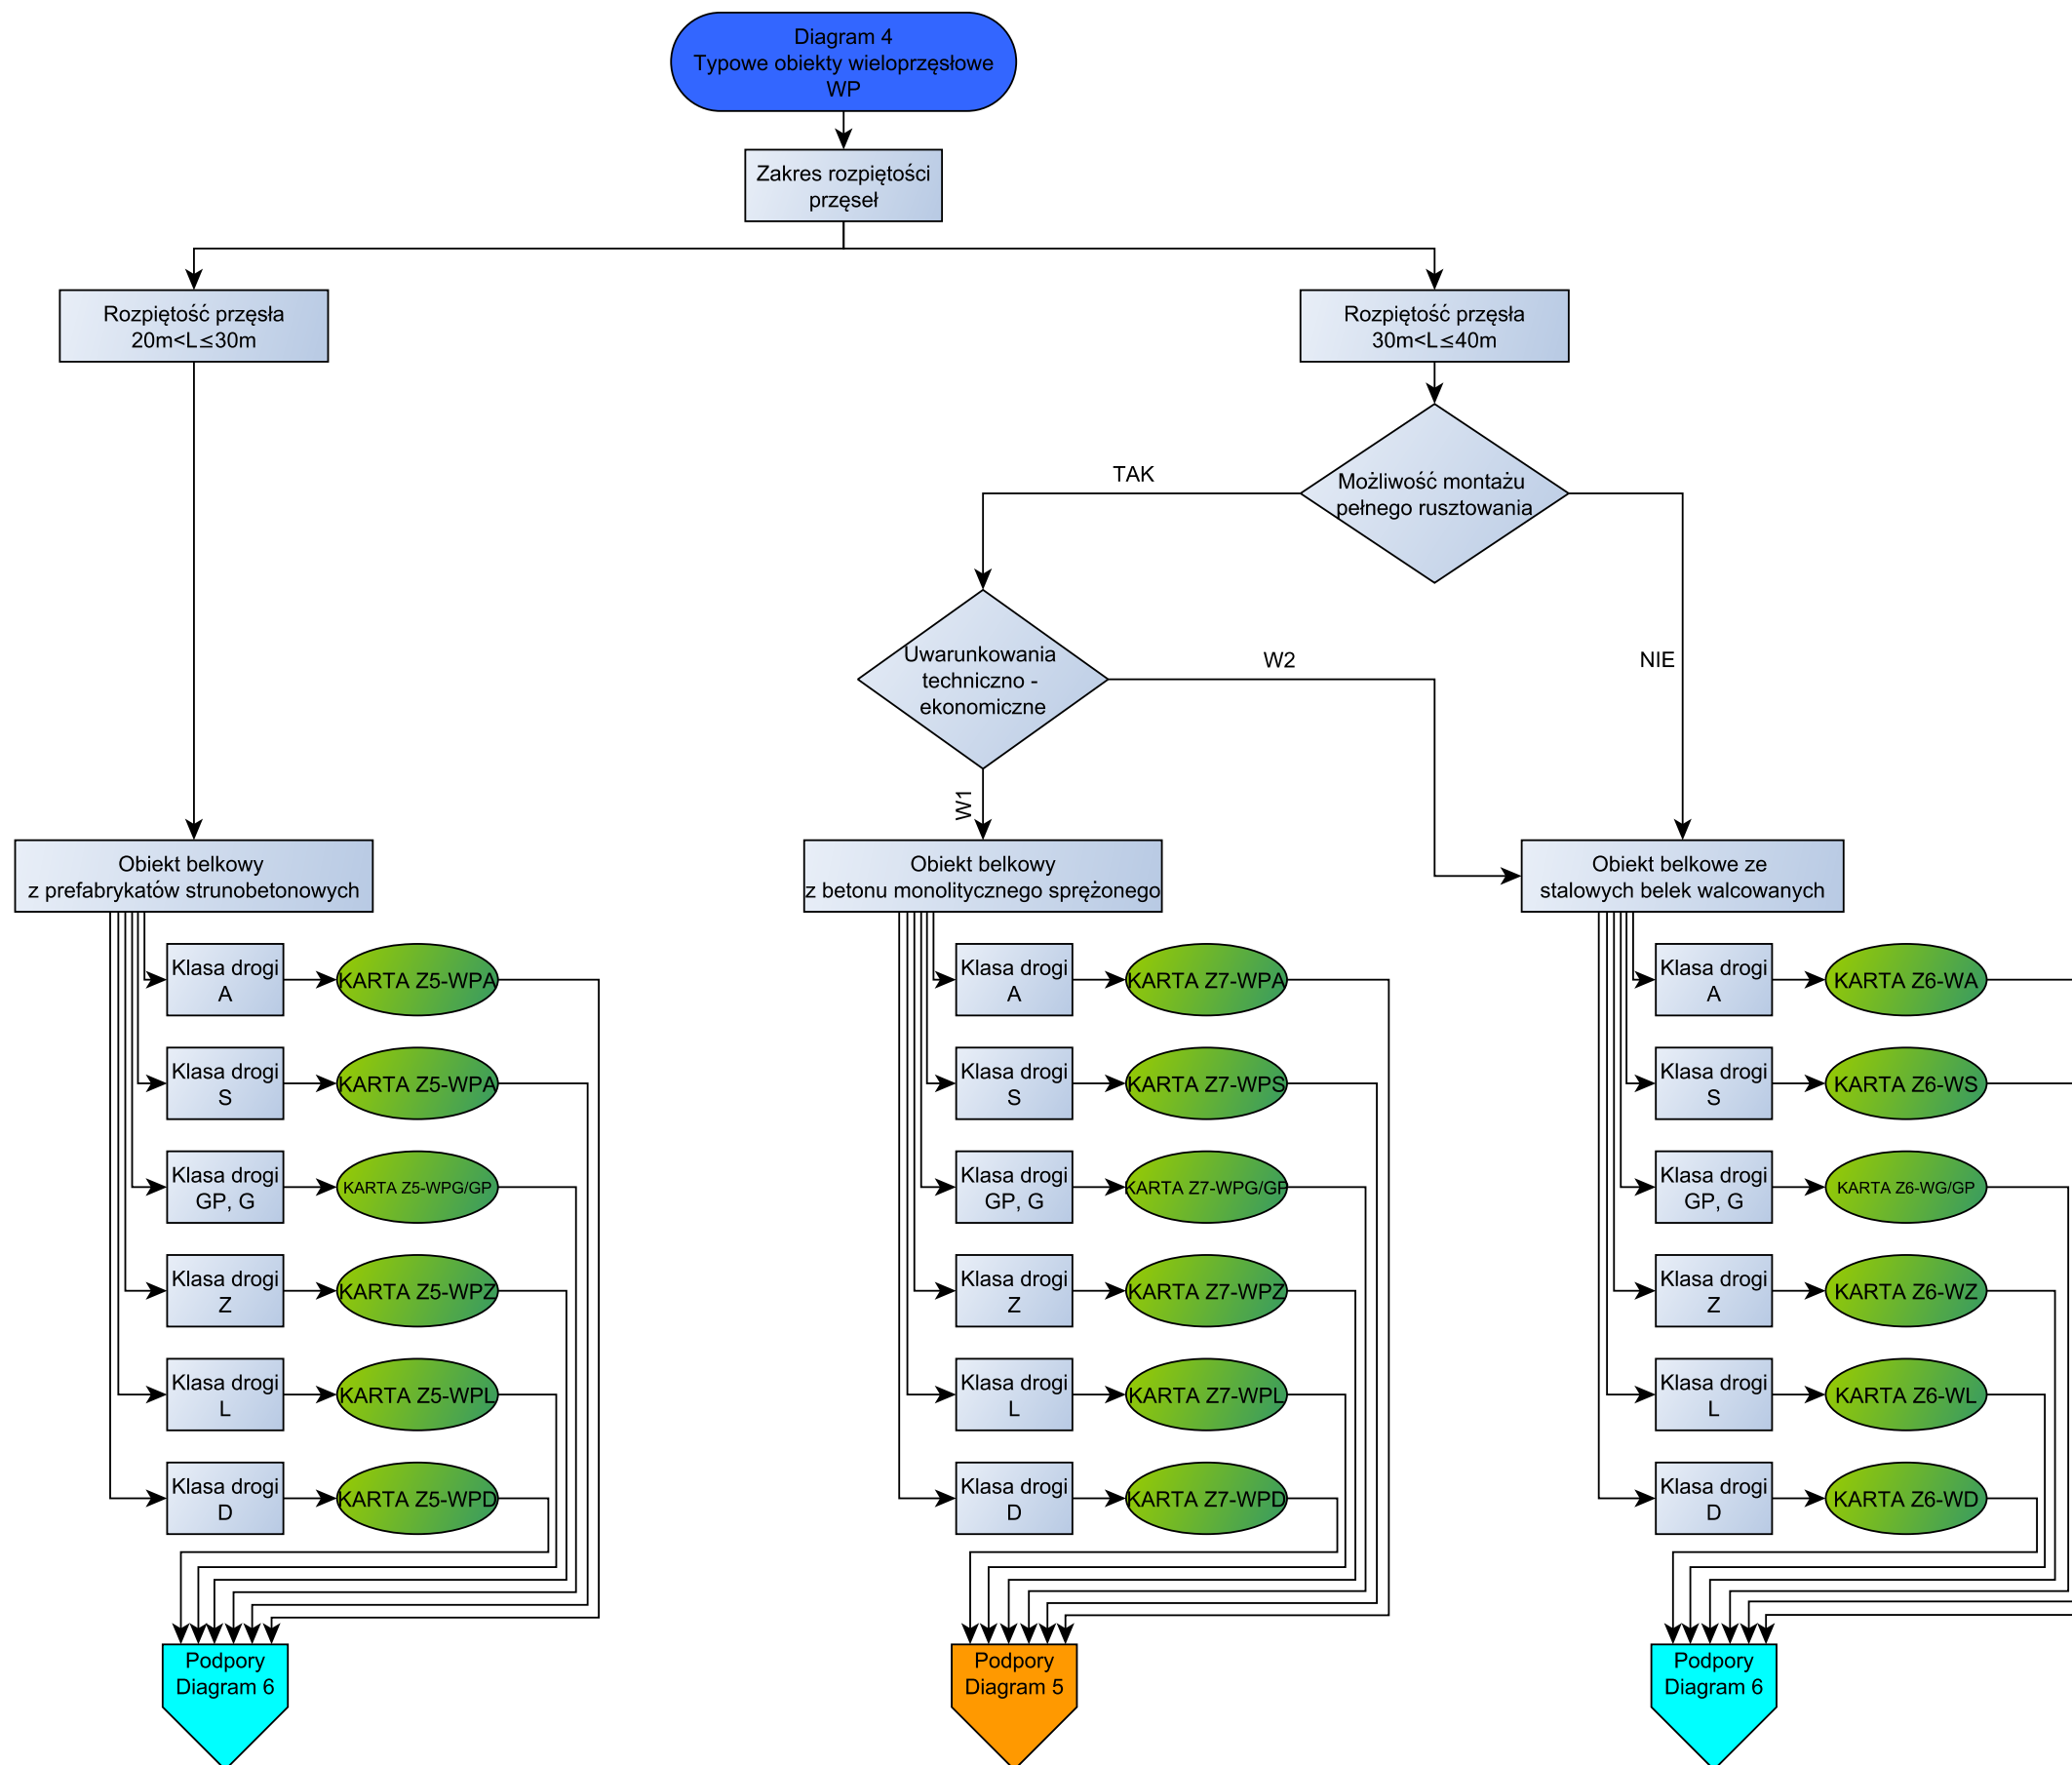 Diagram 4
Typowe obiekty wieloprzęsłowe
WP
Zakres rozpiętości
przęseł
Rozpiętość przęsła
20m<L≤30m
Rozpiętość przęsła
30m<L≤40m
Możliwość montażu
pełnego rusztowania
TAK
NIE
Uwarunkowania
techniczno -
ekonomiczne
W2
W1
Obiekt belkowy
z prefabrykatów strunobetonowych
Klasa drogi
A
KARTA Z5-WPA
Klasa drogi
S
KARTA Z5-WPA
Klasa drogi
GP, G
KARTA Z5-WPG/GP
Klasa drogi
Z
KARTA Z5-WPZ
Klasa drogi
L
KARTA Z5-WPL
Klasa drogi
D
KARTA Z5-WPD
Podpory
Diagram 6
Obiekt belkowy
z betonu monolitycznego sprężonego
Klasa drogi
A
KARTA Z7-WPA
Klasa drogi
S
KARTA Z7-WPS
Klasa drogi
GP, G
KARTA Z7-WPG/GP
Klasa drogi
Z
KARTA Z7-WPZ
Klasa drogi
L
KARTA Z7-WPL
Klasa drogi
D
KARTA Z7-WPD
Podpory
Diagram 5
Obiekt belkowe ze
stalowych belek walcowanych
Klasa drogi
A
KARTA Z6-WA
Klasa drogi
S
KARTA Z6-WS
Klasa drogi
GP, G
KARTA Z6-WG/GP
Klasa drogi
Z
KARTA Z6-WZ
Klasa drogi
L
KARTA Z6-WL
Klasa drogi
D
KARTA Z6-WD
Podpory
Diagram 6